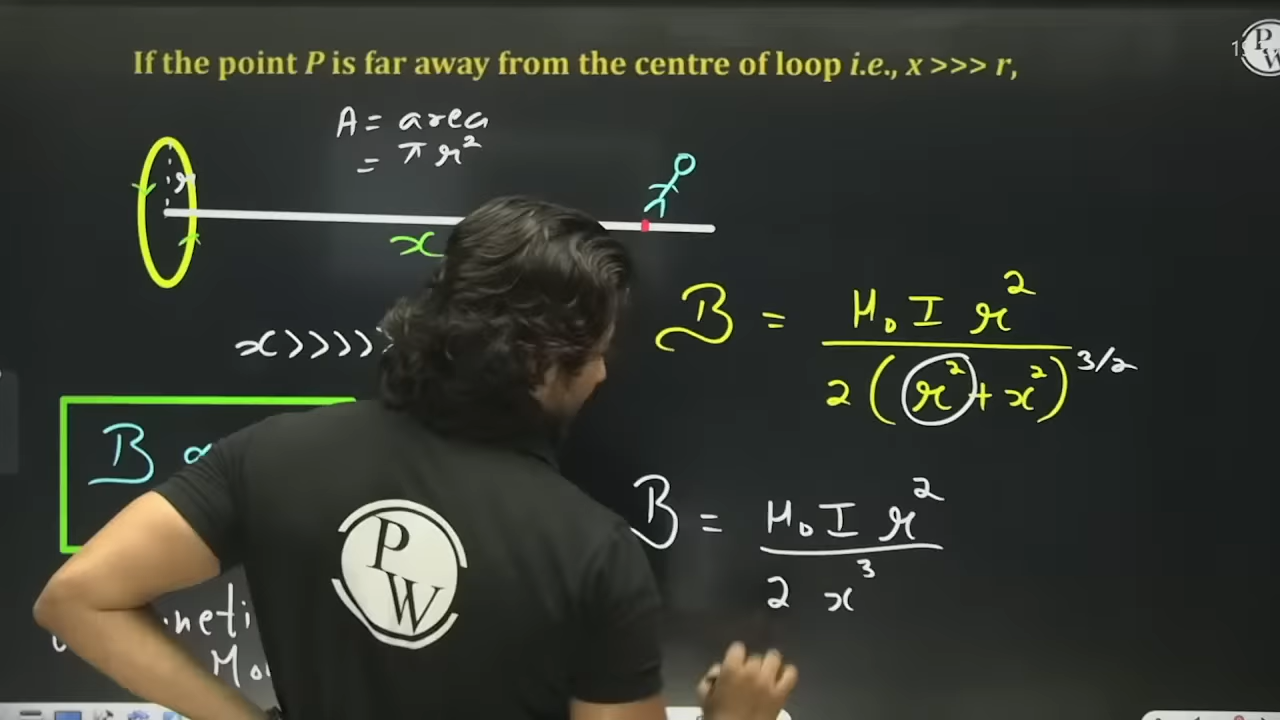 If the point P is far away from the centre of loop i.e., x >>> r,
A = area
= πr²
r
x
x>>>>
B = μ₀ I r² / 2 (r² + x²)^3/2
B ∝
B = μ₀ I r² / 2 x³
PW
PW